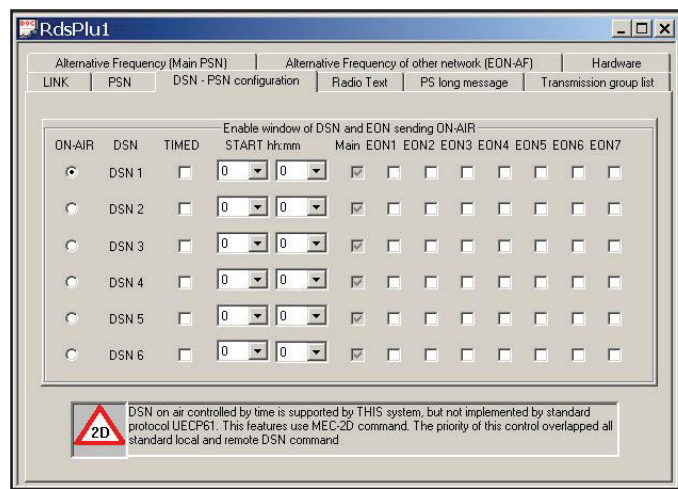 RdsPlu1
Alternative Frequency (Main PSN) Alternative Frequency of other network (EON-AF) Hardware
LINK PSN DSN - PSN configuration Radio Text PS long message Transmission group list
Enable window of DSN and EON sending ON-AIR
ON-AIR DSN TIMED START hh:mm Main EON1 EON2 EON3 EON4 EON5 EON6 EON7
DSN 1 0 0
DSN 2 0 0
DSN 3 0 0
DSN 4 0 0
DSN 5 0 0
DSN 6 0 0
2D
DSN on air controlled by time is supported by THIS system, but not implemented by standard
protocol UECP61. This features use MEC-2D command. The priority of this control overlapped all
standard local and remote DSN command